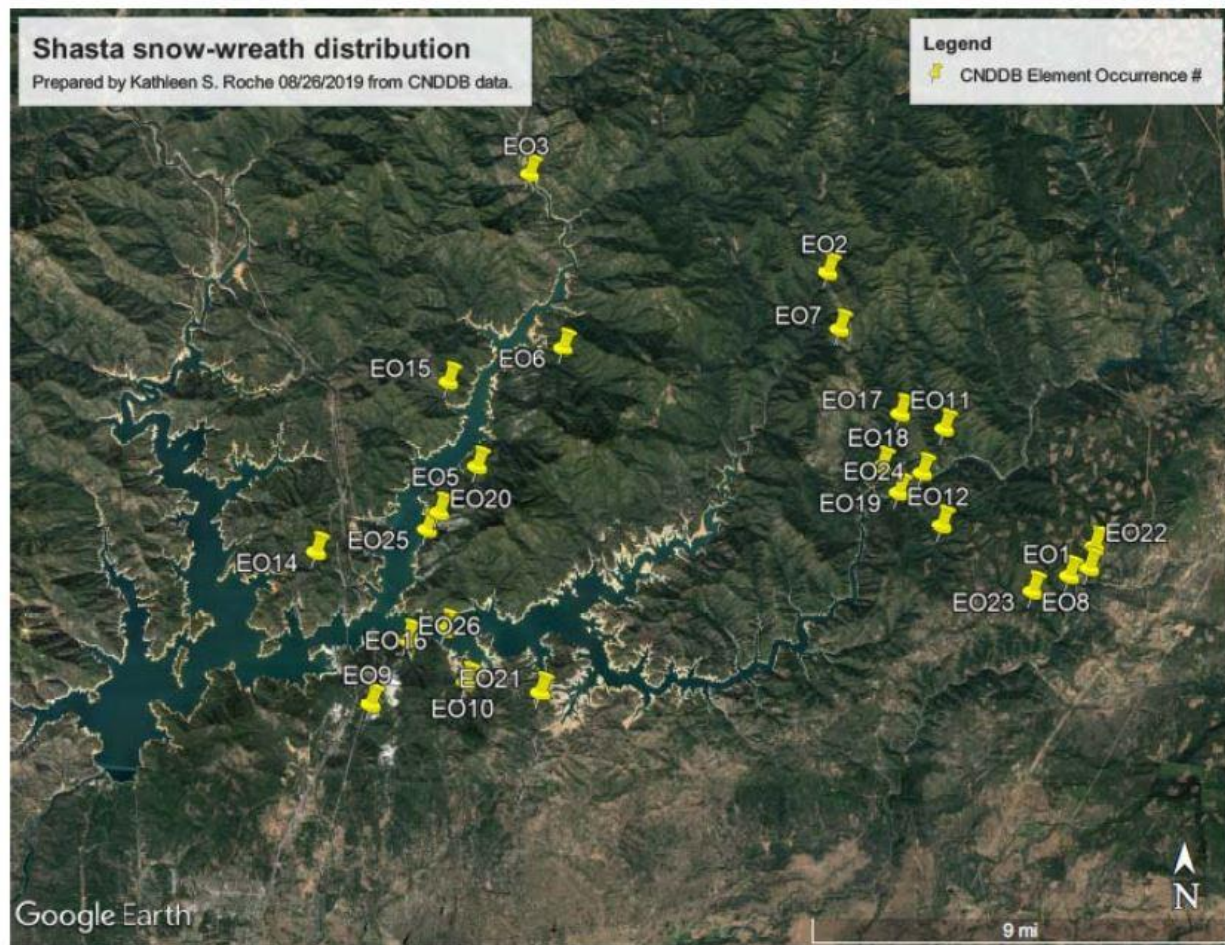 Shasta snow-wreath distribution
Prepared by Kathleen S. Roche 08/26/2019 from CNDDB data.
Legend
CNDDB Element Occurrence #
EO3
EO2
EO7
EO6
EO15
EO17
EO11
EO18
EO5
EO24
EO20
EO19
EO12
EO25
EO22
EO14
EO1
EO23
EO8
EO26
EO16
EO9
EO21
EO10
N
Google Earth
9 mi